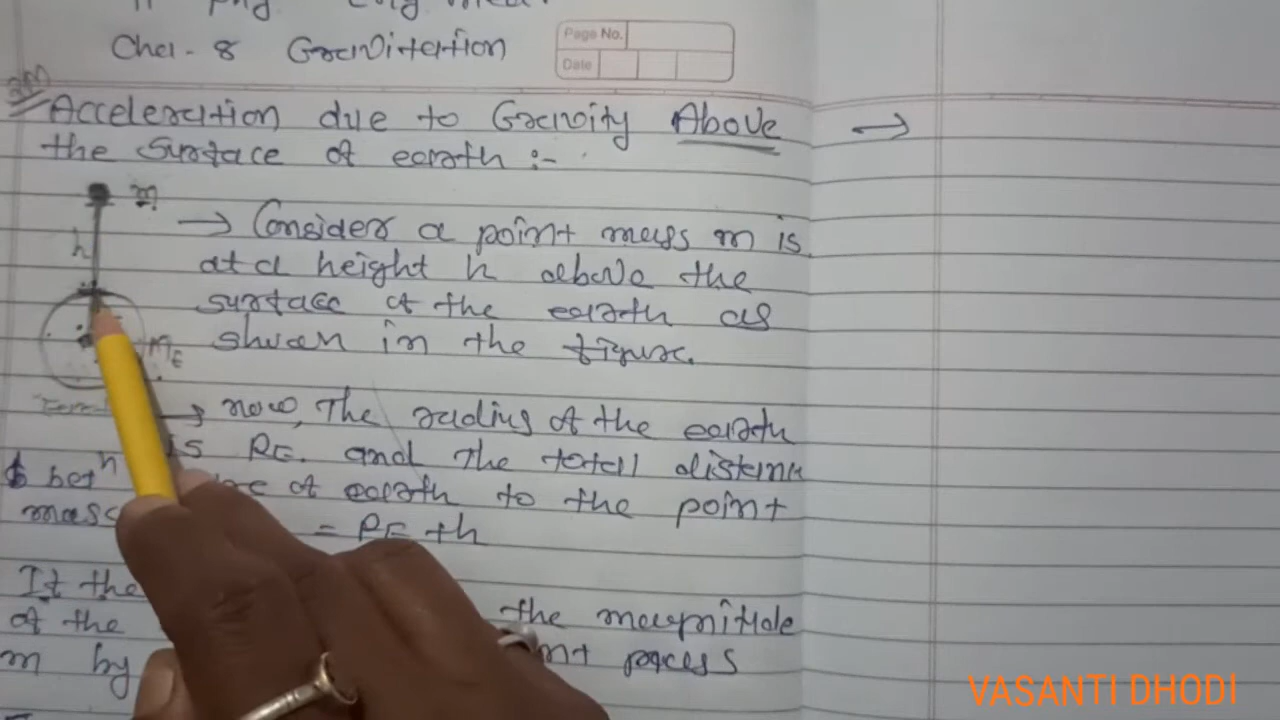 Cha - 8 Gravitation
Page No.
Date
Acceleration due to Gravity Above →
the Surface of earth :-
m
→ Consider a point mass m is
h
at a height h above the
surface of the earth as
shwan in the figure.
ME
→ now, The radius of the earth
is RE. and the total distance
bet n of earth to the point
mass = RE + h
If the
of the the magnitude
m by mass
VASANTI DHODI